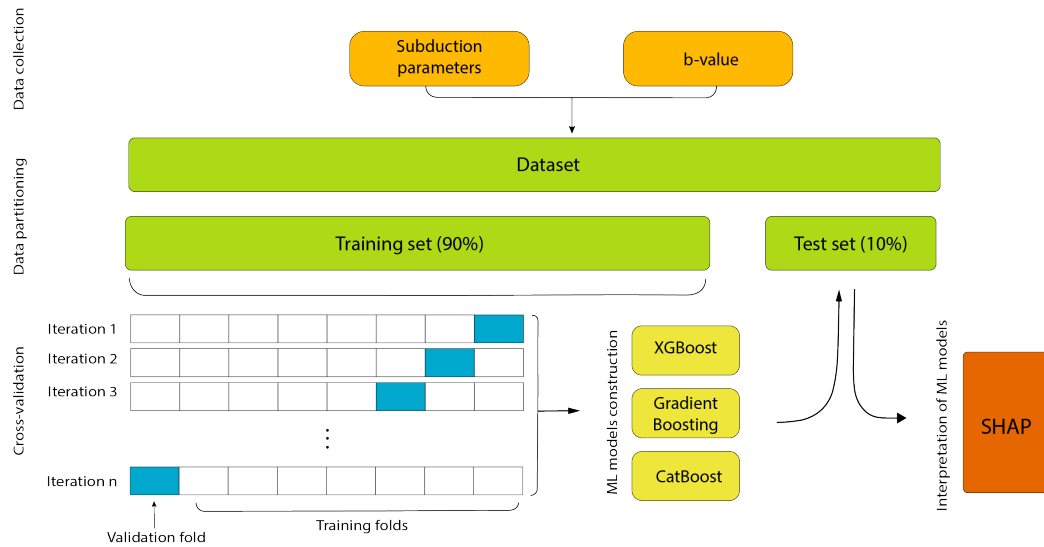 Data collection
Subduction
parameters
b-value
Data partitioning
Dataset
Training set (90%)
Test set (10%)
Cross-validation
Iteration 1
Iteration 2
Iteration 3
Iteration n
Validation fold
Training folds
ML models construction
XGBoost
Gradient
Boosting
CatBoost
Interpretation of ML models
SHAP